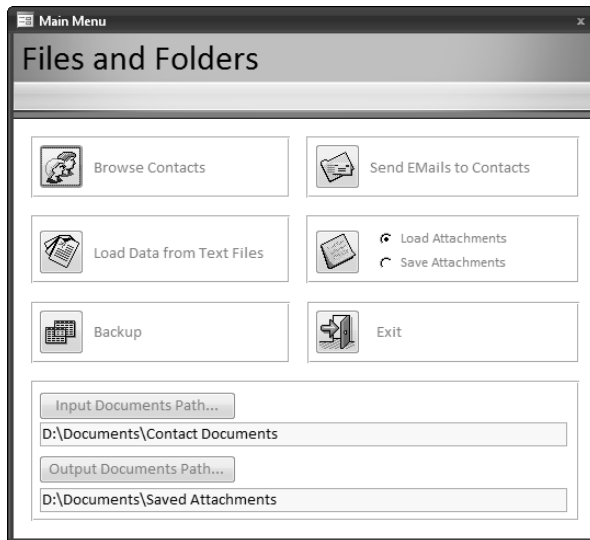 Main Menu
x
Files and Folders
Browse Contacts
Send EMails to Contacts
Load Data from Text Files
Load Attachments
Save Attachments
Backup
Exit
Input Documents Path...
D:\Documents\Contact Documents
Output Documents Path...
D:\Documents\Saved Attachments